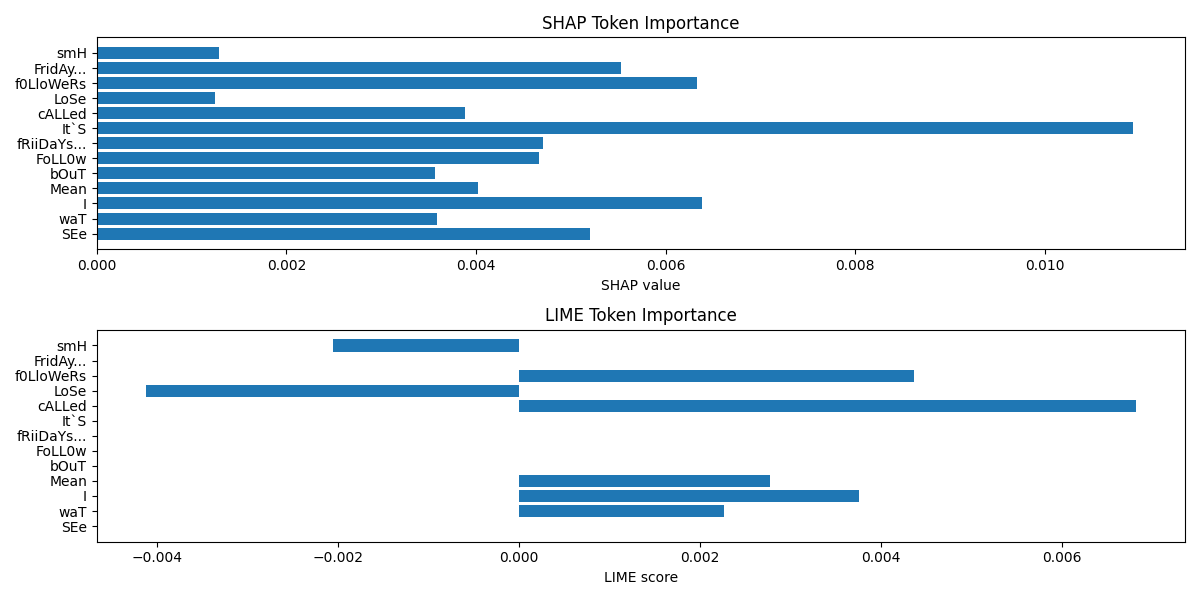 SHAP Token Importance
smH
FridAy...
f0LloWeRs
LoSe
cALLed
It`S
fRiiDaYs...
FoLL0w
bOuT
Mean
I
waT
SEe
0.000 0.002 0.004 0.006 0.008 0.010
SHAP value
LIME Token Importance
smH
FridAy...
f0LloWeRs
LoSe
cALLed
It`S
fRiiDaYs...
FoLL0w
bOuT
Mean
I
waT
SEe
−0.004 −0.002 0.000 0.002 0.004 0.006
LIME score